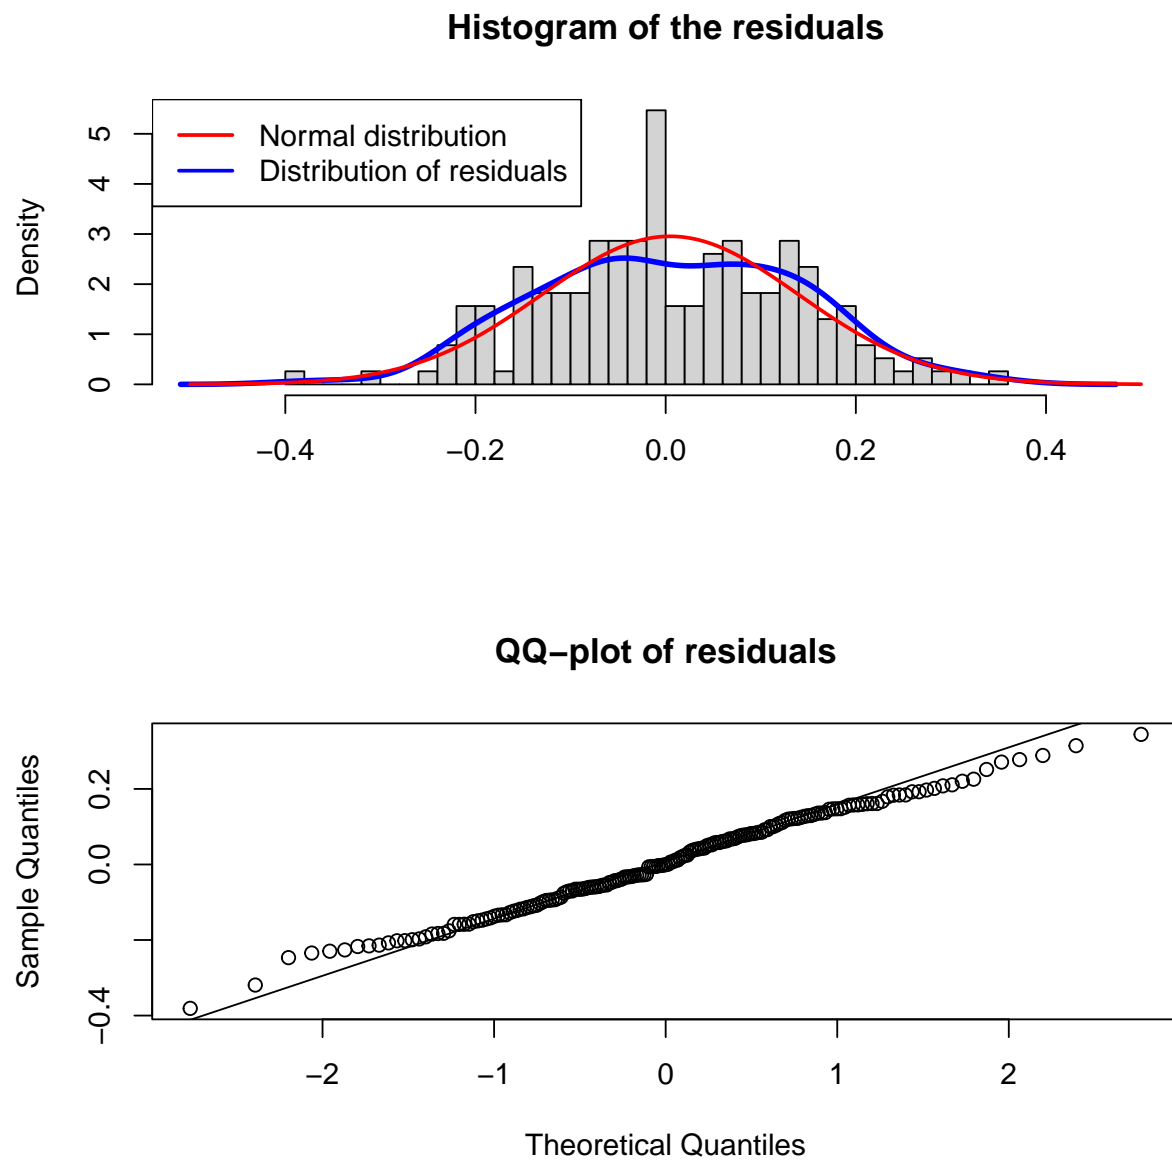 Histogram of the residuals
Normal distribution
Distribution of residuals
Density
5
4
3
2
1
0
−0.4 −0.2 0.0 0.2 0.4
QQ−plot of residuals
Sample Quantiles
0.2
0.0
−0.4
−2 −1 0 1 2
Theoretical Quantiles